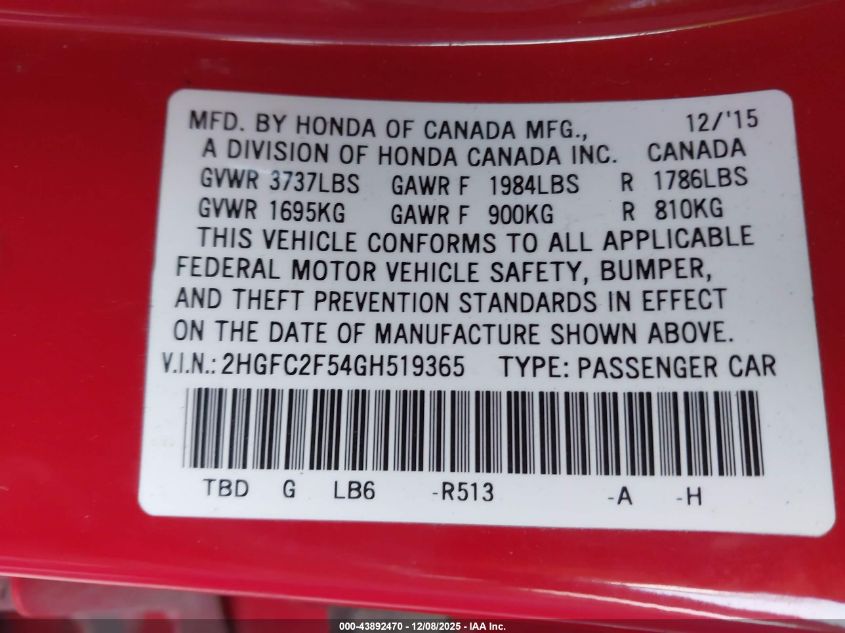 MFD. BY HONDA OF CANADA MFG., 12/'15
A DIVISION OF HONDA CANADA INC. CANADA
GVWR 3737LBS GAWR F 1984LBS R 1786LBS
GVWR 1695KG GAWR F 900KG R 810KG
THIS VEHICLE CONFORMS TO ALL APPLICABLE
FEDERAL MOTOR VEHICLE SAFETY, BUMPER,
AND THEFT PREVENTION STANDARDS IN EFFECT
ON THE DATE OF MANUFACTURE SHOWN ABOVE.
V.I.N.: 2HGFC2F54GH519365 TYPE: PASSENGER CAR
TBD G LB6 -R513 -A -H
000-43892470 - 12/08/2025 - IAA Inc.